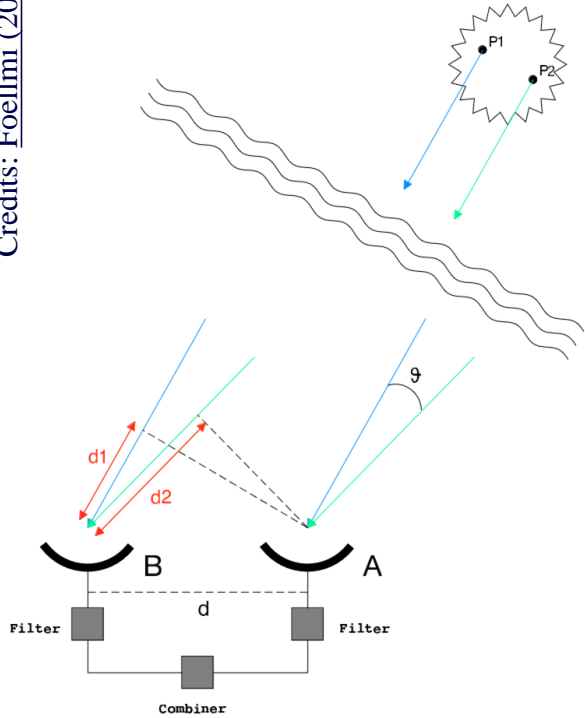 Credits: Foellmi (20
P1
P2
ϑ
d1
d2
B
A
d
Filter
Filter
Combiner